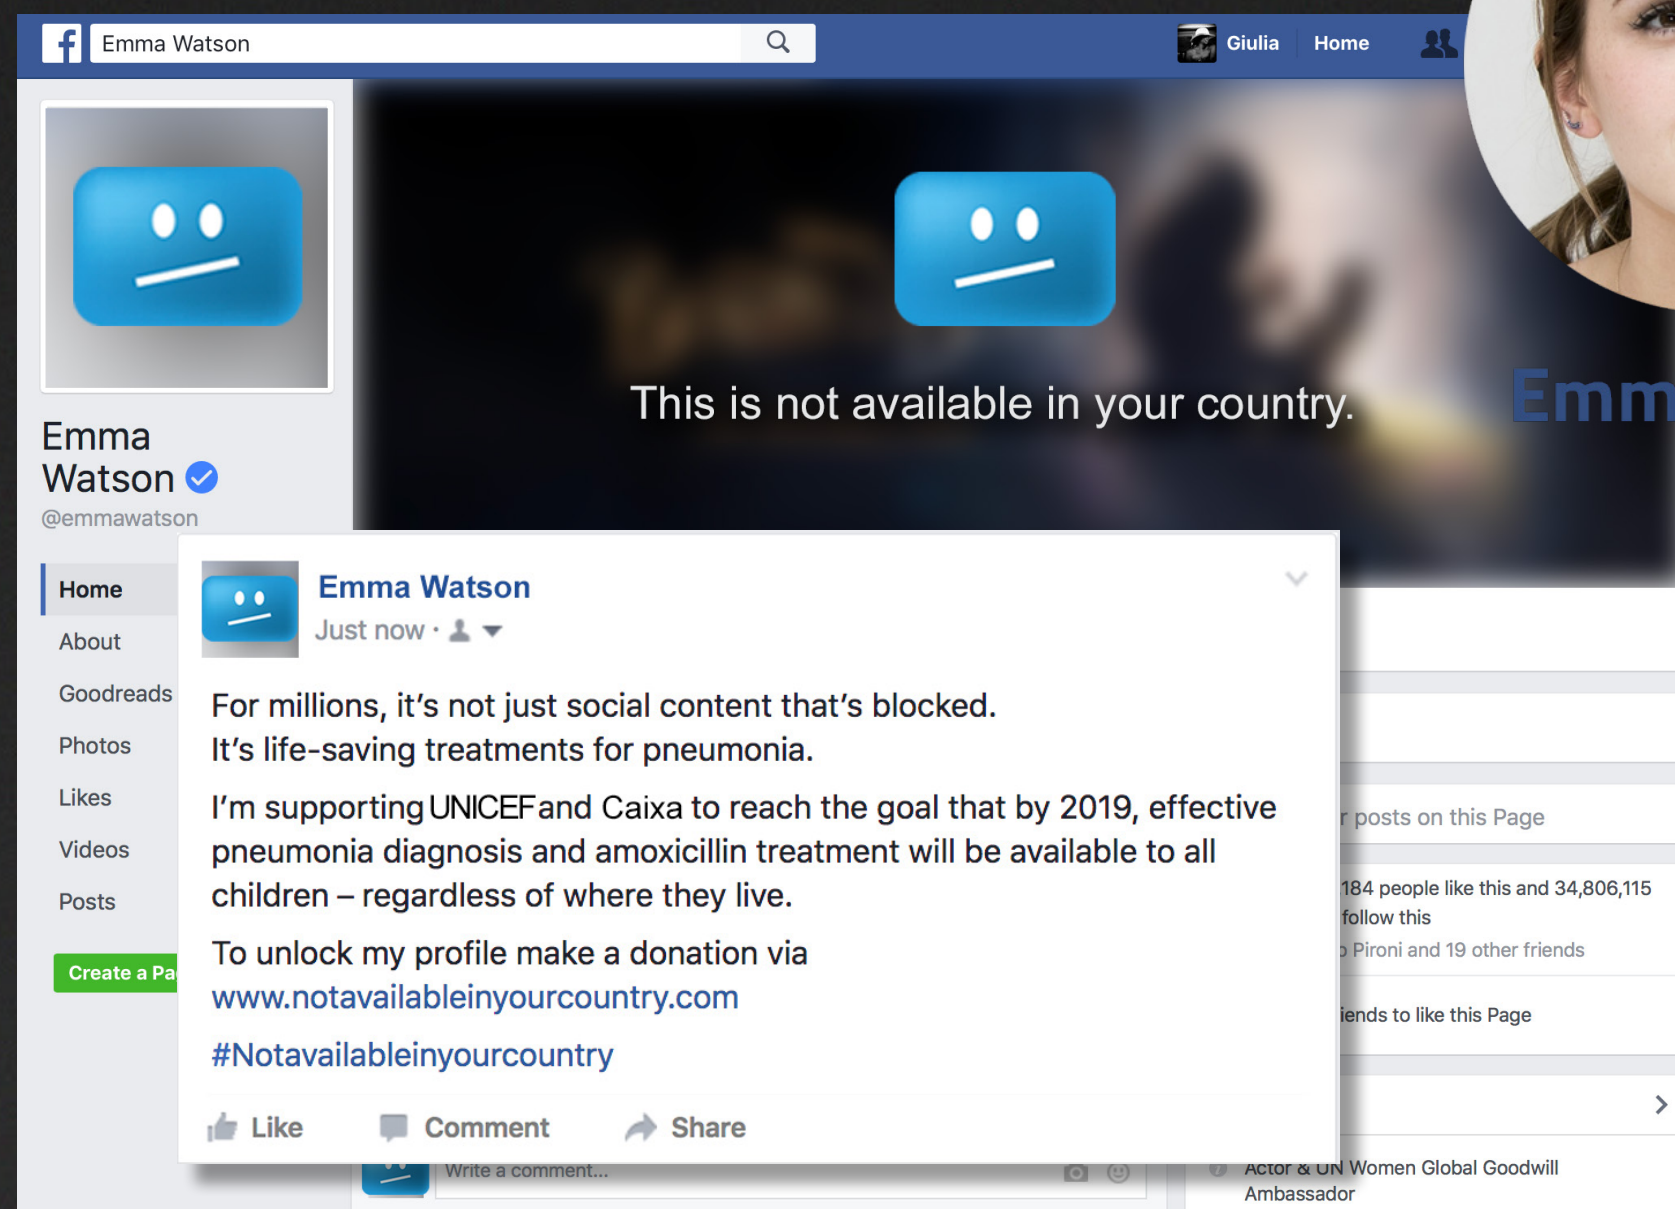 f
Emma Watson
Giulia
Home
This is not available in your country.
Emm
Emma
Watson
@emmawatson
Home
About
Goodreads
Photos
Likes
Videos
Posts
Create a Pa
Emma Watson
Just now ·
For millions, it's not just social content that's blocked.
It's life-saving treatments for pneumonia.
I'm supporting UNICEF and Caixa to reach the goal that by 2019, effective
pneumonia diagnosis and amoxicillin treatment will be available to all
children – regardless of where they live.
To unlock my profile make a donation via
www.notavailableinyourcountry.com
#Notavailableinyourcountry
Like
Comment
Share
Write a comment...
r posts on this Page
184 people like this and 34,806,115
follow this
o Pironi and 19 other friends
iends to like this Page
Actor & UN Women Global Goodwill
Ambassador